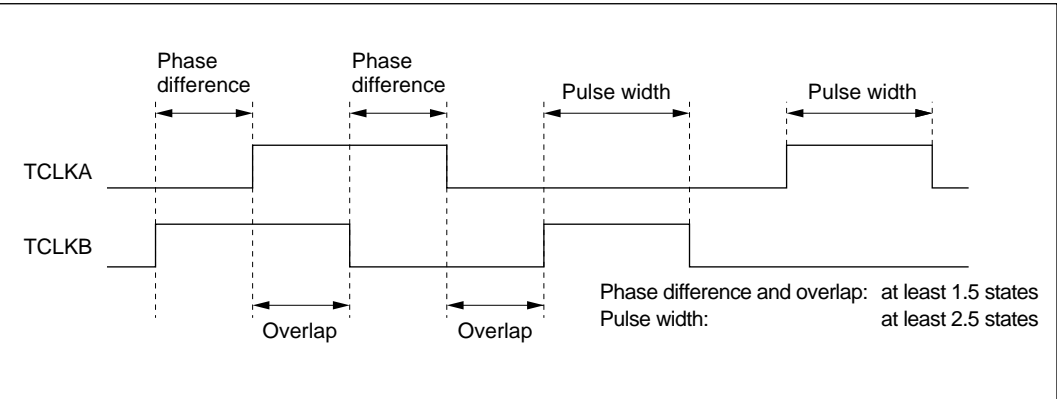 Phase
difference
Phase
difference
Pulse width
Pulse width
TCLKA
TCLKB
Overlap
Overlap
Phase difference and overlap: at least 1.5 states
Pulse width: at least 2.5 states